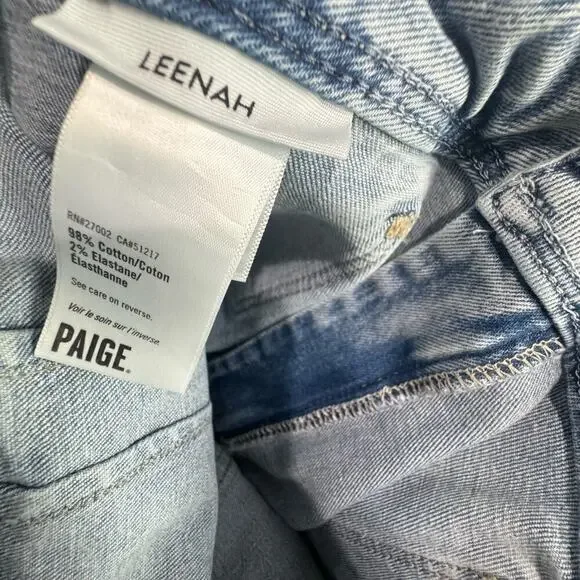 LEENAH
RN#27002 CA#51217
98% Cotton/Coton
2% Elastane/
Élasthanne
See care on reverse.
Voir le soin sur l'inverse.
PAIGE